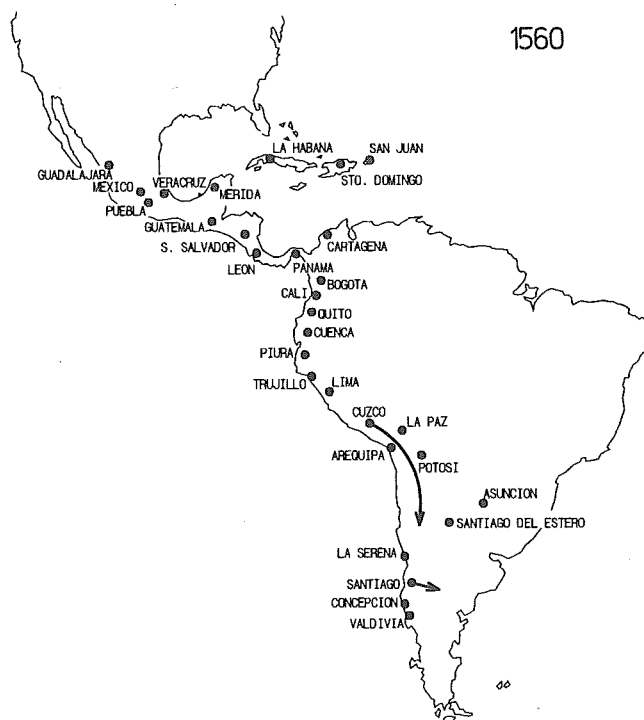 1560
LA HABANA
SAN JUAN
GUADALAJARA
VERACRUZ
STO. DOMINGO
MEXICO
MERIDA
PUEBLA
GUATEMALA
S. SALVADOR
CARTAGENA
LEON
PANAMA
BOGOTA
CALI
QUITO
CUENCA
PIURA
TRUJILLO
LIMA
CUZCO
LA PAZ
AREQUIPA
POTOSI
ASUNCION
SANTIAGO DEL ESTERO
LA SERENA
SANTIAGO
CONCEPCION
VALDIVIA